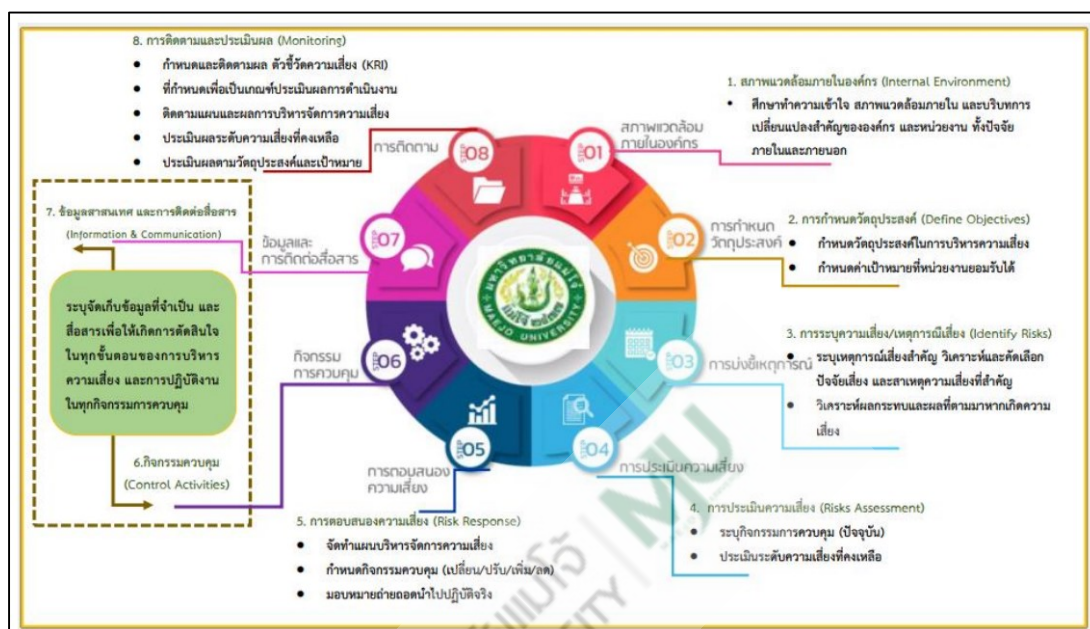 8. การติดตามและประเมินผล (Monitoring)
• กำหนดและติดตามผล ตัวชี้วัดความเสี่ยง (KRI)
• ที่กำหนดเพื่อเป็นเกณฑ์ประเมินผลการดำเนินงาน
• ติดตามแผนและผลการบริหารจัดการความเสี่ยง
• ประเมินผลระดับความเสี่ยงที่คงเหลือ
• ประเมินผลตามวัตถุประสงค์และเป้าหมาย
การติดตาม
STEP 08
STEP 01
สภาพแวดล้อม
ภายในองค์กร
1. สภาพแวดล้อมภายในองค์กร (Internal Environment)
• ศึกษาทำความเข้าใจ สภาพแวดล้อมภายใน และบริบทการ
เปลี่ยนแปลงสำคัญขององค์กร และหน่วยงาน ทั้งปัจจัย
ภายในและภายนอก
7. ข้อมูลสาสนเทศ และการติดต่อสื่อสาร
(Information & Communication)
ข้อมูลและ
การติดต่อสื่อสาร
STEP 07
STEP 02
การกำหนด
วัตถุประสงค์
2. การกำหนดวัตถุประสงค์ (Define Objectives)
• กำหนดวัตถุประสงค์ในการบริหารความเสี่ยง
• กำหนดค่าเป้าหมายที่หน่วยงานยอมรับได้
ระบุจัดเก็บข้อมูลที่จำเป็น และ
สื่อสารเพื่อให้เกิดการตัดสินใจ
ในทุกขั้นตอนของการบริหาร
ความเสี่ยง และการปฏิบัติงาน
ในทุกกิจกรรมการควบคุม
มหาวิทยาลัยแม่โจ้
MAEJO UNIVERSITY
กิจกรรม
การควบคุม
STEP 06
STEP 03
การบ่งชี้เหตุการณ์
3. การระบุความเสี่ยง/เหตุการณ์เสี่ยง (Identify Risks)
• ระบุเหตุการณ์เสี่ยงสำคัญ วิเคราะห์และคัดเลือก
ปัจจัยเสี่ยง และสาเหตุความเสี่ยงที่สำคัญ
• วิเคราะห์ผลกระทบและผลที่ตามมาหากเกิดความ
เสี่ยง
6.กิจกรรมควบคุม
(Control Activities)
การตอบสนอง
ความเสี่ยง
STEP 05
STEP 04
การประเมินความเสี่ยง
5. การตอบสนองความเสี่ยง (Risk Response)
• จัดทำแผนบริหารจัดการความเสี่ยง
• กำหนดกิจกรรมควบคุม (เปลี่ยน/ปรับ/เพิ่ม/ลด)
• มอบหมายถ่ายถอดนำไปปฏิบัติจริง
4. การประเมินความเสี่ยง (Risks Assessment)
• ระบุกิจกรรมการควบคุม (ปัจจุบัน)
• ประเมินระดับความเสี่ยงที่คงเหลือ
MJU